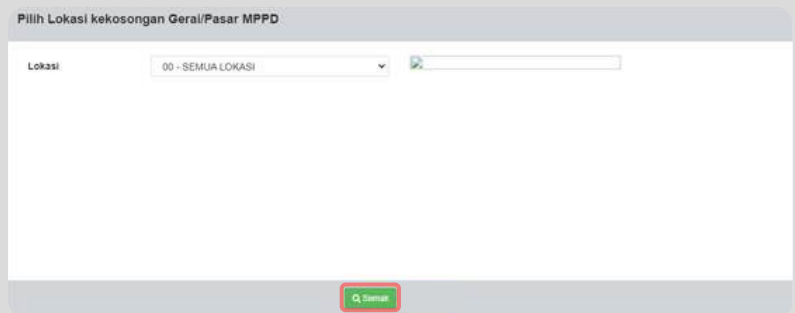 Pilih Lokasi kekosongan Gerai/Pasar MPPD
Lokasi
00 - SEMUA LOKASI
Semak